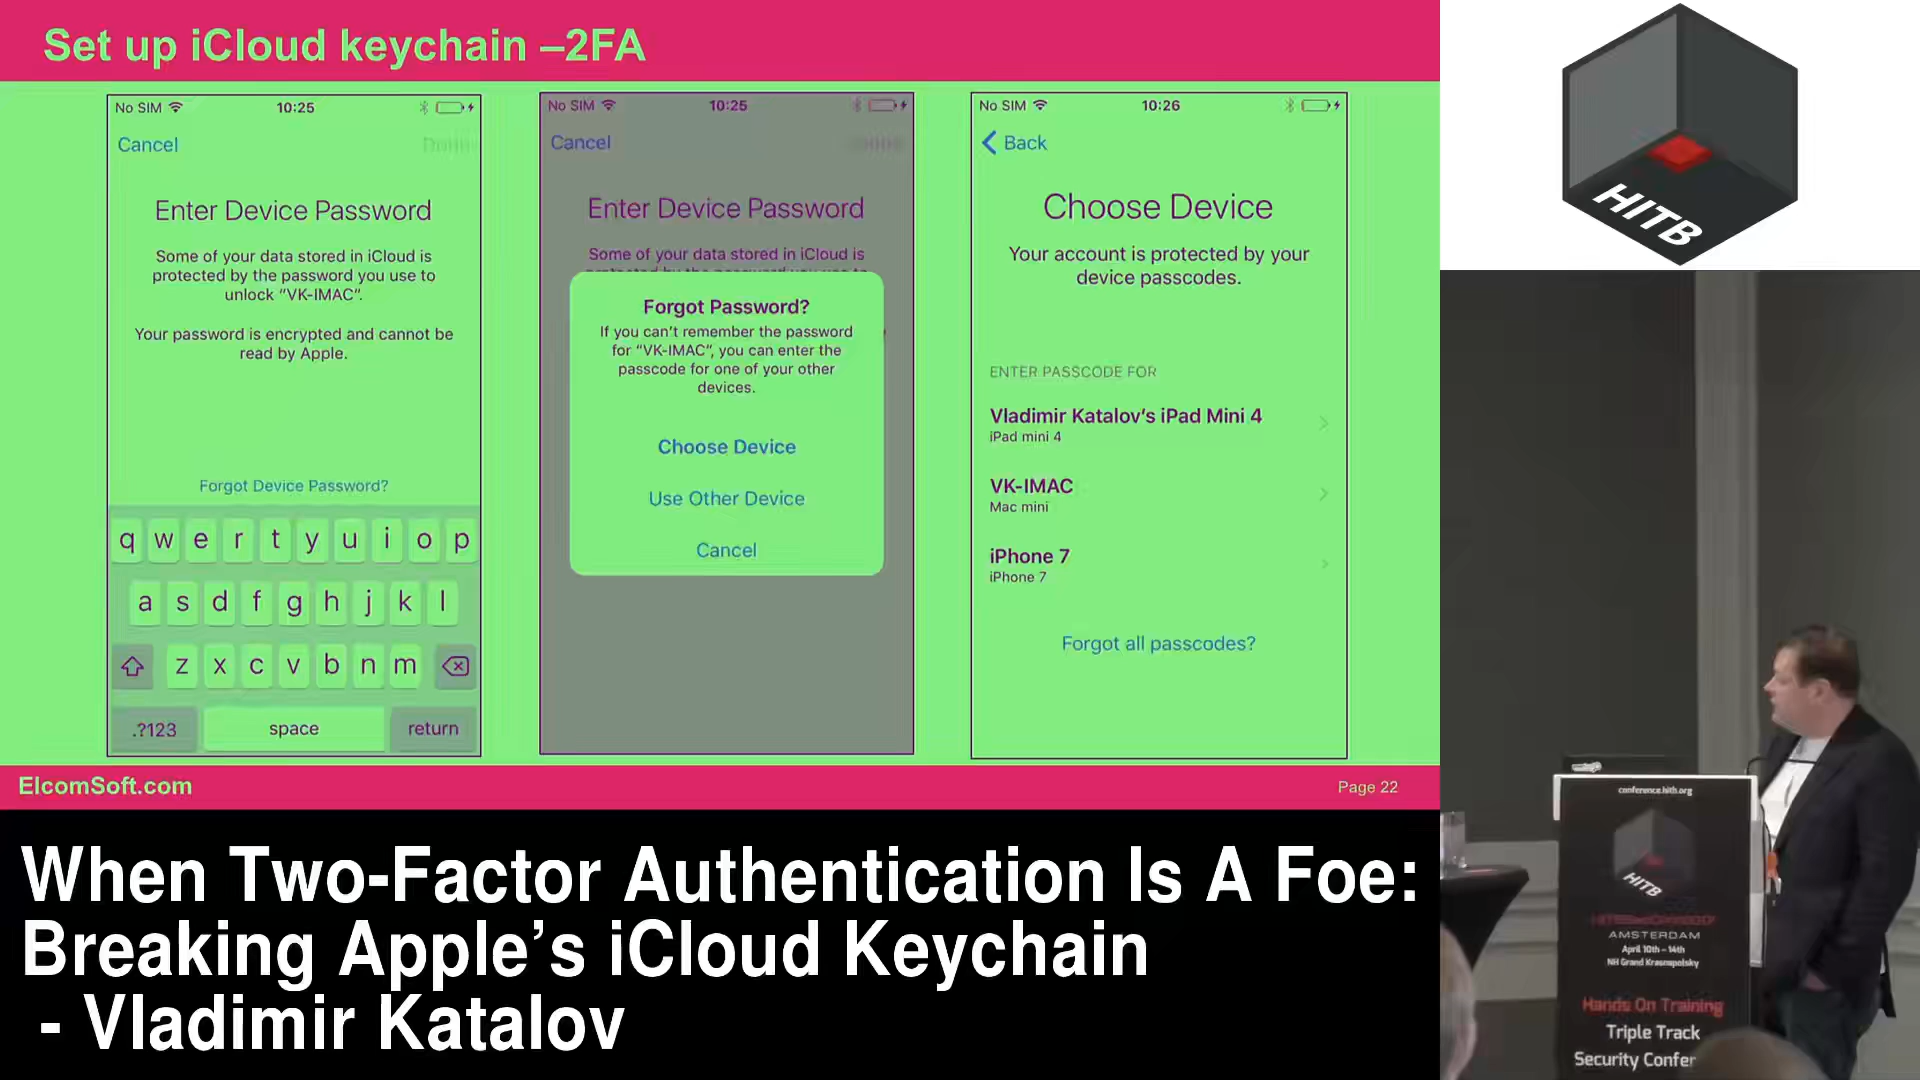 Set up iCloud keychain –2FA
No SIM 10:25
Cancel
Enter Device Password
Some of your data stored in iCloud is
protected by the password you use to
unlock “VK-IMAC”.
Your password is encrypted and cannot be
read by Apple.
Forgot Device Password?
q w e r t y u i o p
a s d f g h j k l
z x c v b n m
.?123 space return
No SIM 10:25
Cancel
Enter Device Password
Some of your data stored in iCloud is
Forgot Password?
If you can’t remember the password
for “VK-IMAC”, you can enter the
passcode for one of your other
devices.
Choose Device
Use Other Device
Cancel
No SIM 10:26
Back
Choose Device
Your account is protected by your
device passcodes.
ENTER PASSCODE FOR
Vladimir Katalov’s iPad Mini 4
iPad mini 4
VK-IMAC
Mac mini
iPhone 7
iPhone 7
Forgot all passcodes?
ElcomSoft.com
Page 22
When Two-Factor Authentication Is A Foe:
Breaking Apple’s iCloud Keychain
- Vladimir Katalov
HITB
conference.hitb.org
HITB
AMSTERDAM
April 10th – 14th
NH Grand Krasnapolsky
Hands On Training
Triple Track
Security Confer